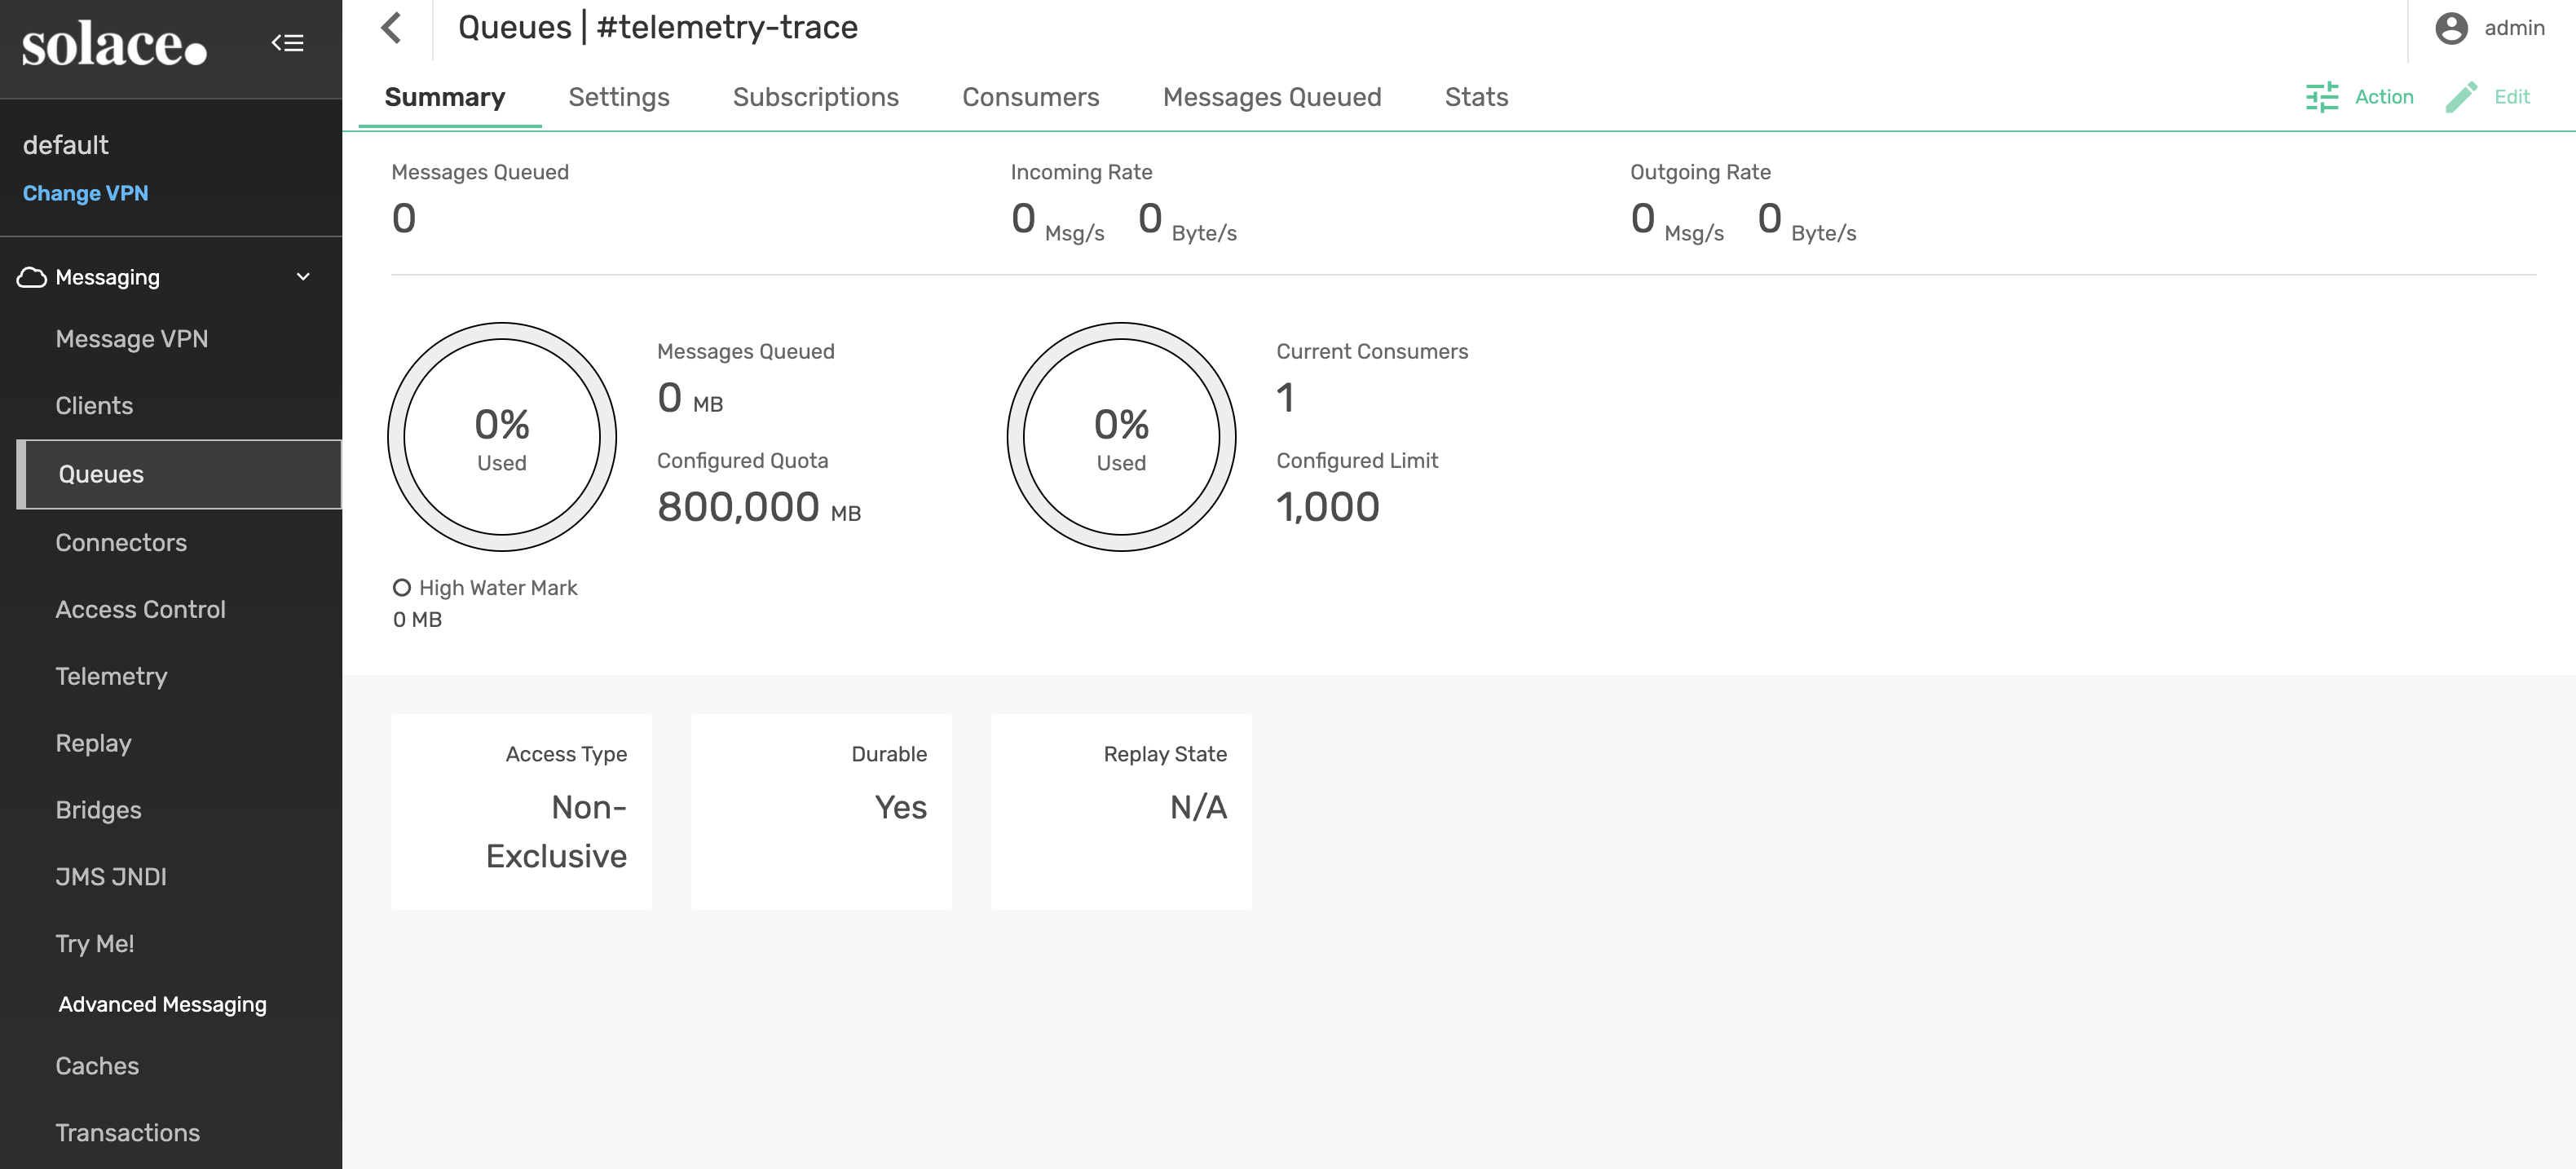 solace.
default
Change VPN
Messaging
Message VPN
Clients
Queues
Connectors
Access Control
Telemetry
Replay
Bridges
JMS JNDI
Try Me!
Advanced Messaging
Caches
Transactions
Queues | #telemetry-trace
admin
Summary Settings Subscriptions Consumers Messages Queued Stats
Action Edit
Messages Queued
0
Incoming Rate
0 Msg/s 0 Byte/s
Outgoing Rate
0 Msg/s 0 Byte/s
0%
Used
Messages Queued
0 MB
Configured Quota
800,000 MB
High Water Mark
0 MB
0%
Used
Current Consumers
1
Configured Limit
1,000
Access Type
Non-
Exclusive
Durable
Yes
Replay State
N/A